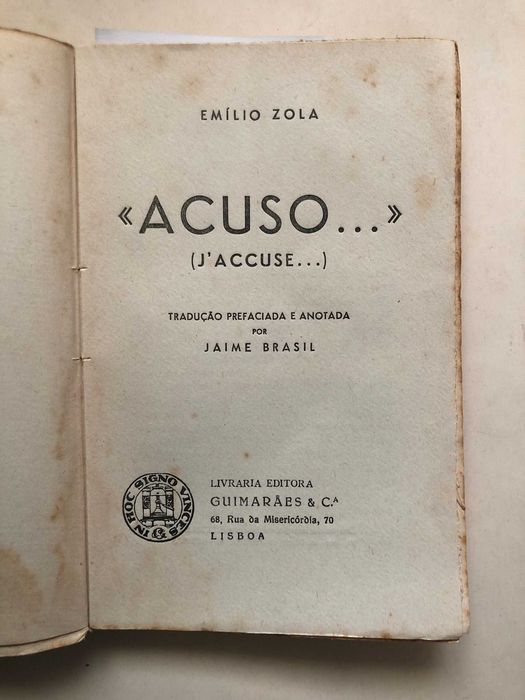 EMÍLIO ZOLA
«ACUSO...»
(J'ACCUSE...)
TRADUÇÃO PREFACIADA E ANOTADA
POR
JAIME BRASIL
IN HOC SIGNO VINCES
LIVRARIA EDITORA
GUIMARÃES & C.ᴬ
68, Rua da Misericórdia, 70
LISBOA